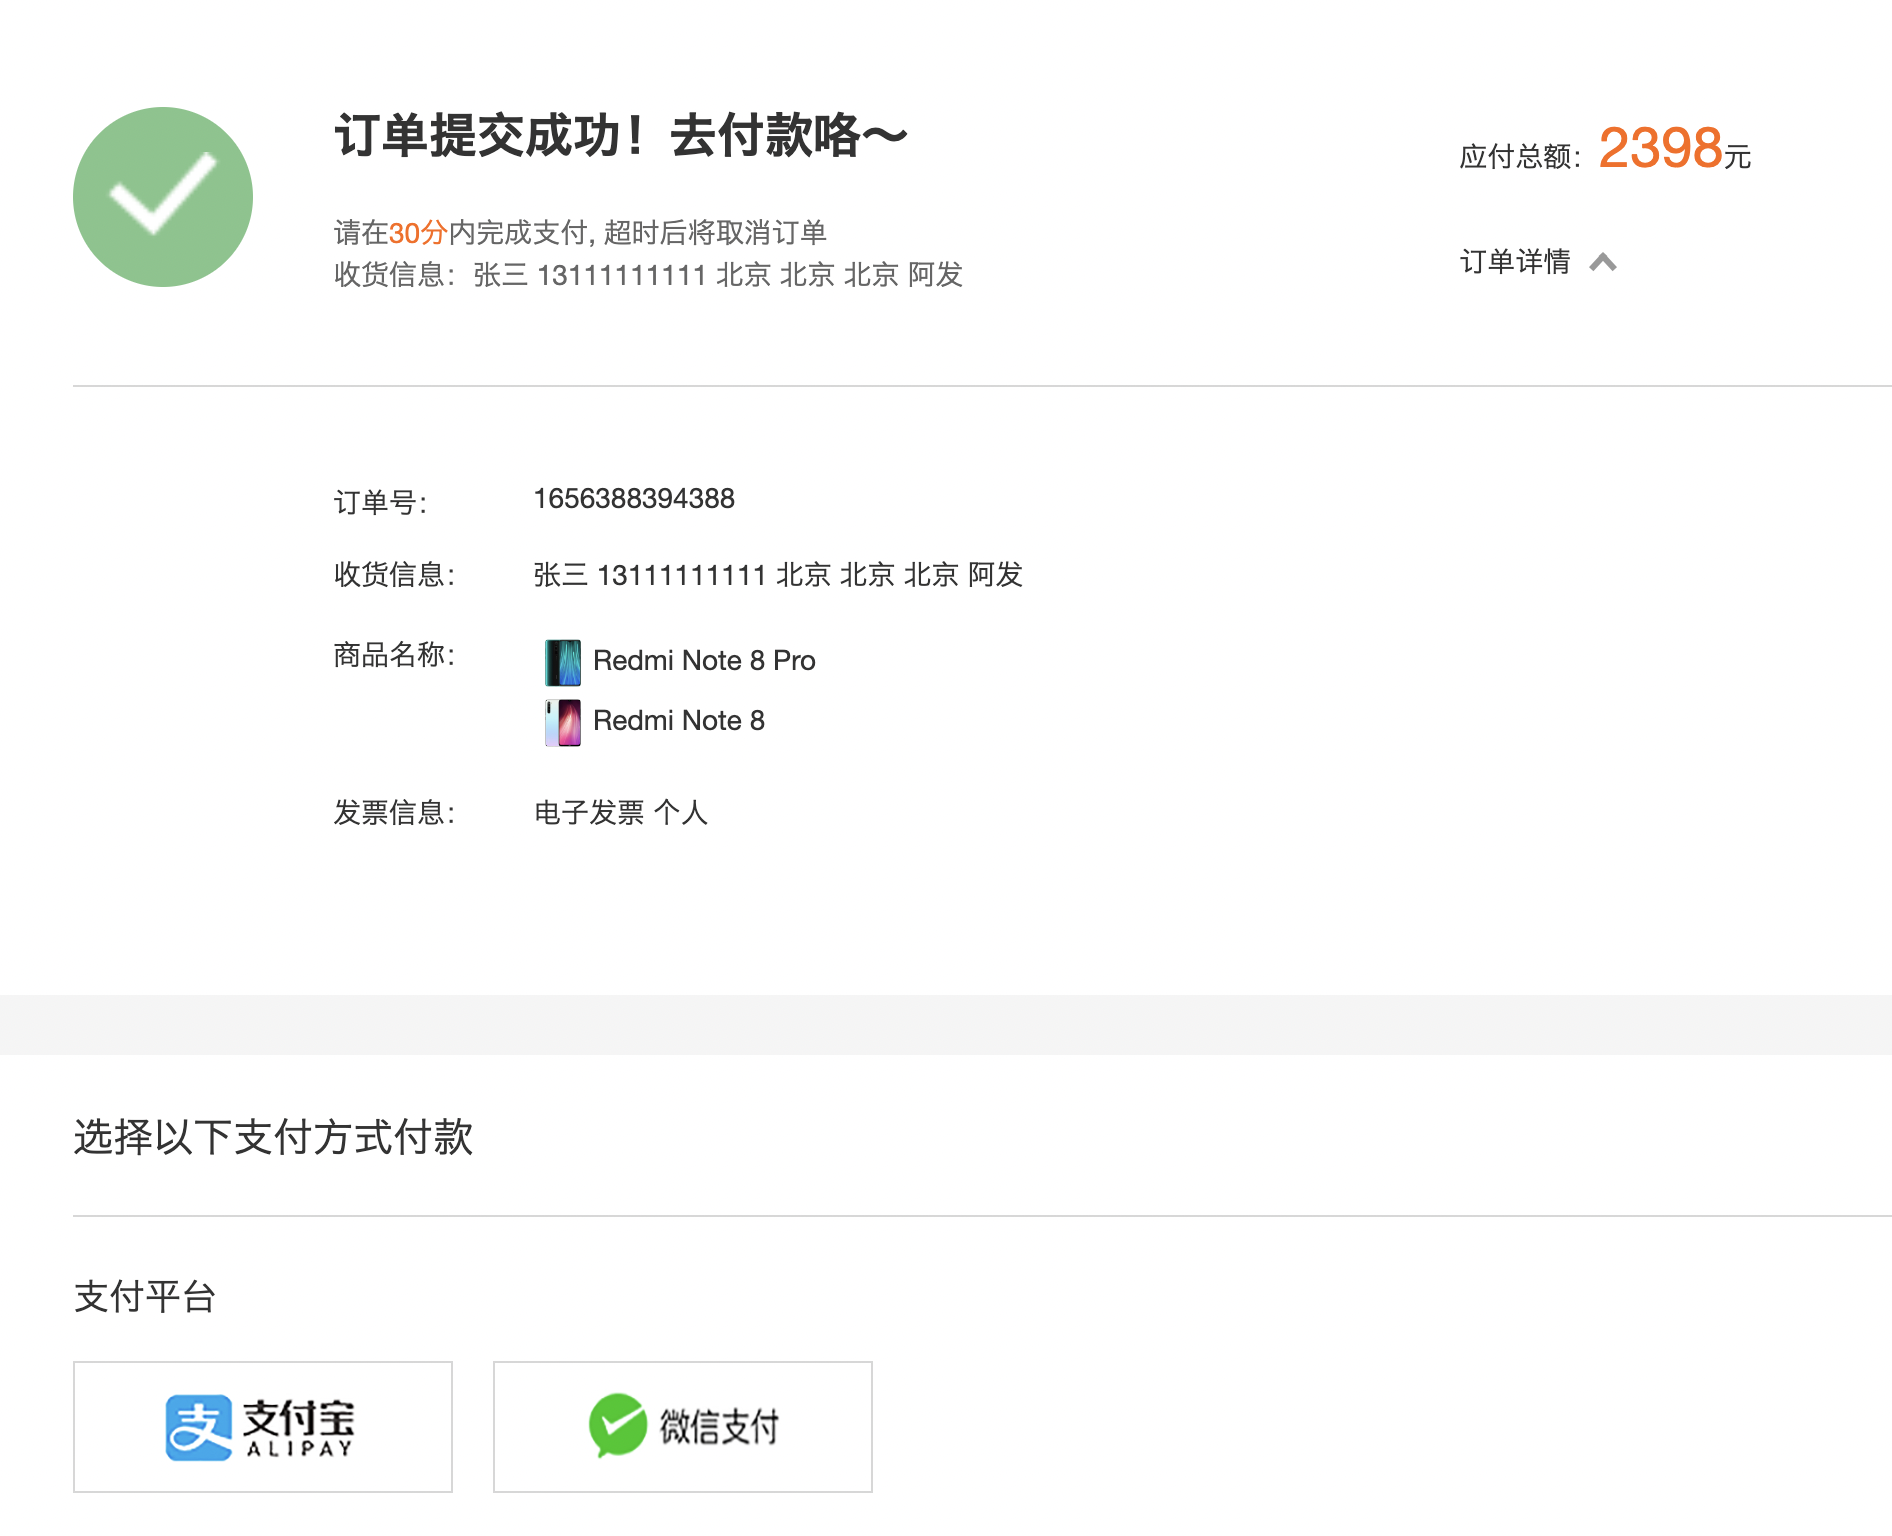 订单提交成功！去付款咯～
应付总额：2398元
请在30分内完成支付, 超时后将取消订单
收货信息：张三 13111111111 北京 北京 北京 阿发
订单详情
订单号：1656388394388
收货信息：张三 13111111111 北京 北京 北京 阿发
商品名称：Redmi Note 8 Pro
Redmi Note 8
发票信息：电子发票 个人
选择以下支付方式付款
支付平台
支 支付宝 微信支付
ALIPAY